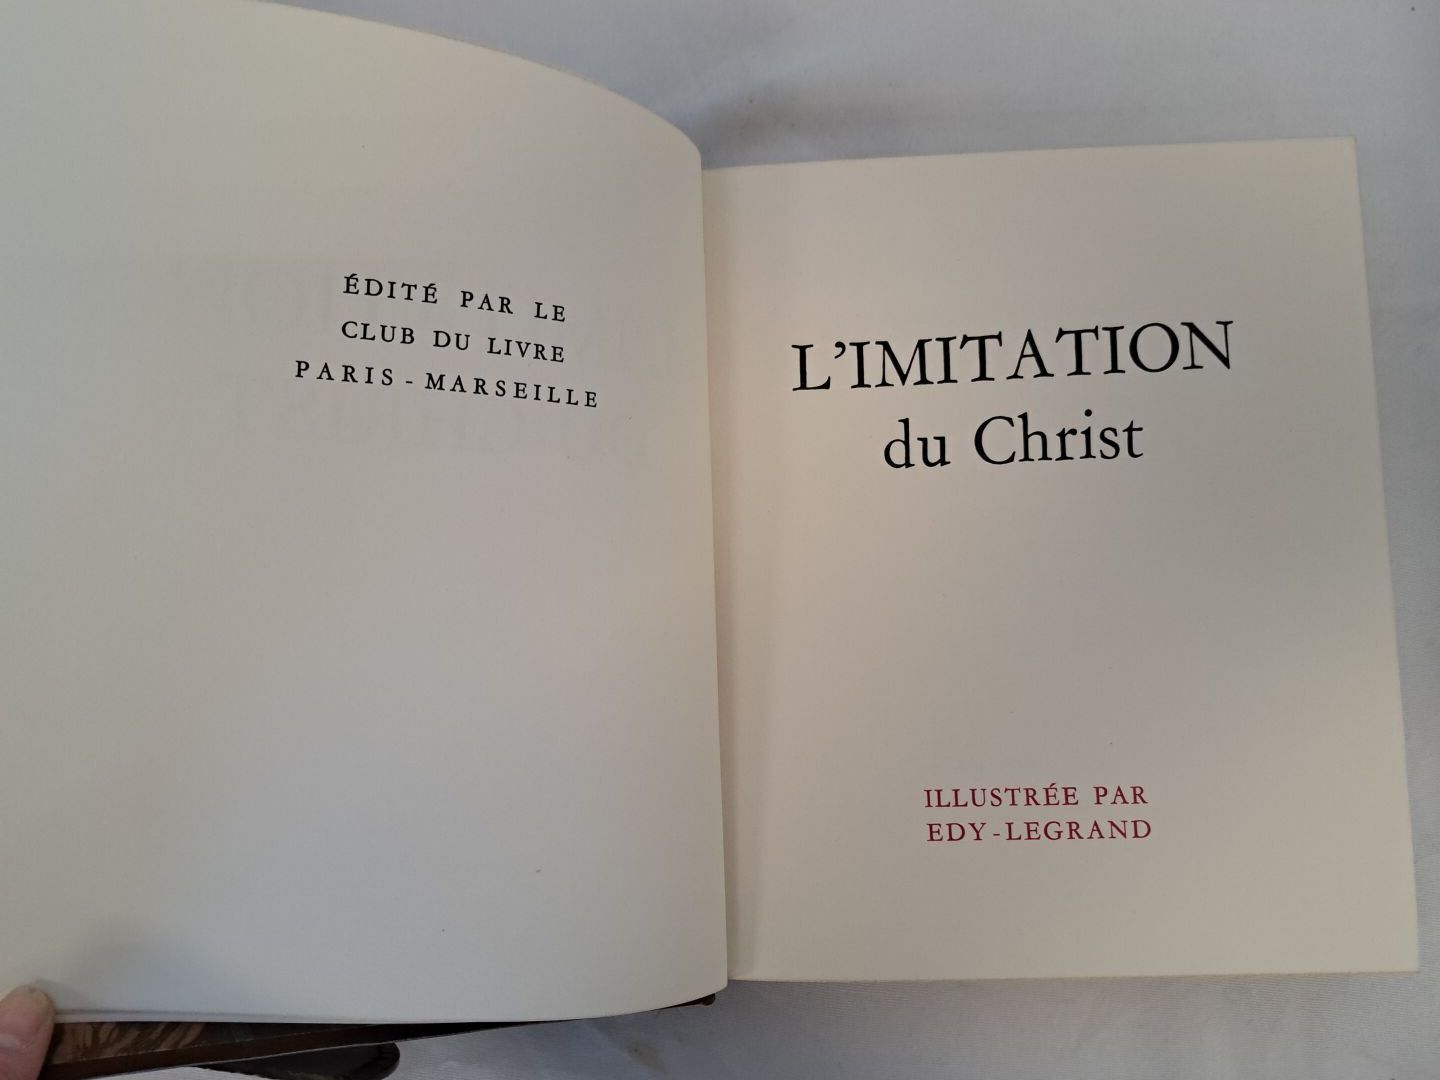 ÉDITÉ PAR LE
CLUB DU LIVRE
PARIS - MARSEILLE
L'IMITATION
du Christ
ILLUSTRÉE PAR
EDY-LEGRAND